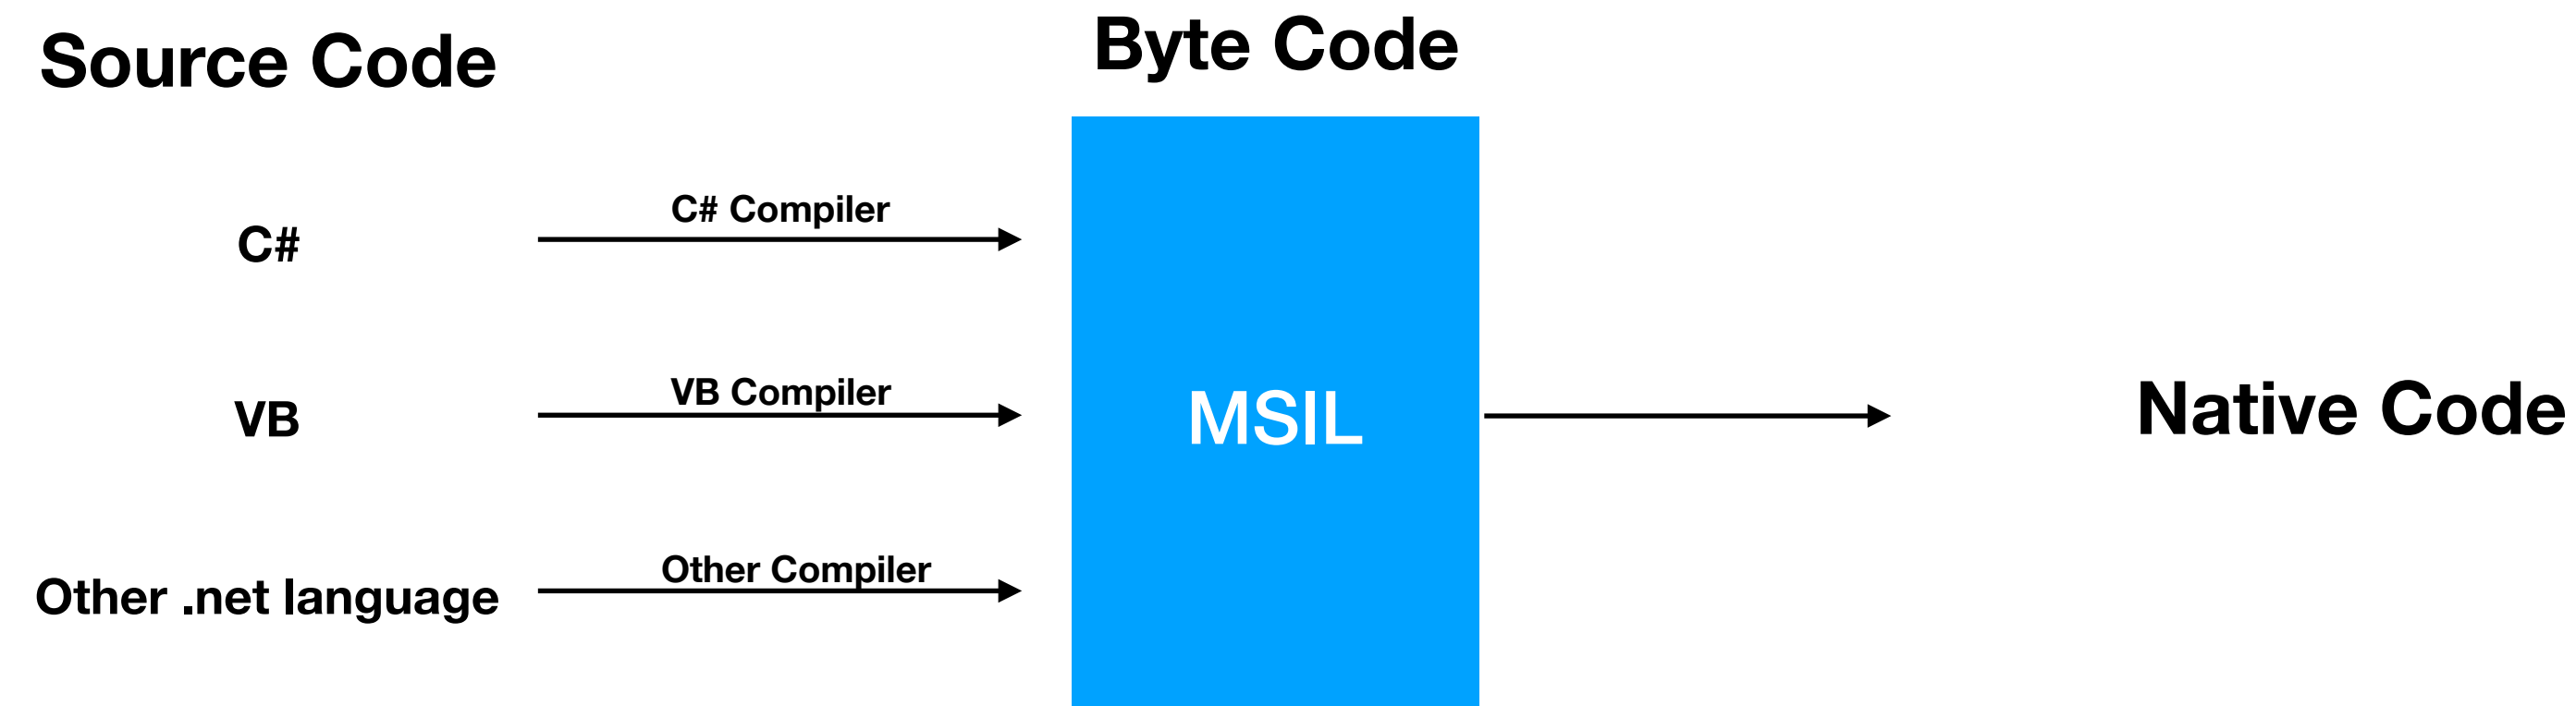 Source Code
Byte Code
C#
C# Compiler
VB
VB Compiler
MSIL
Native Code
Other .net language
Other Compiler